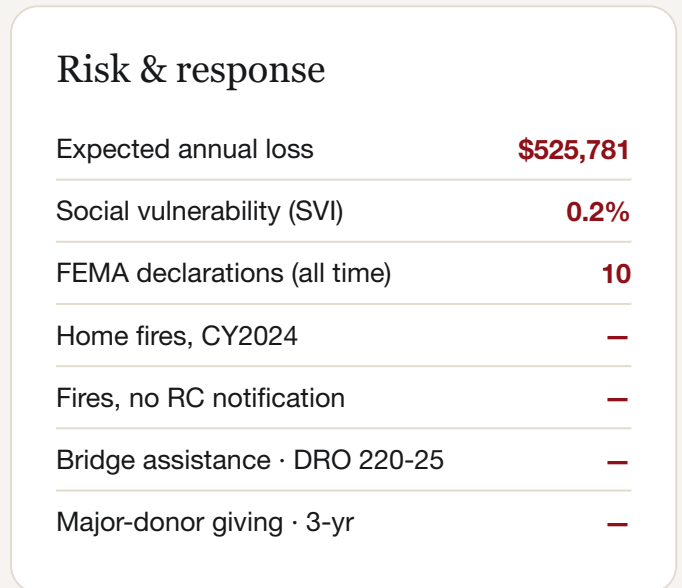 Risk & response
Expected annual loss $525,781
Social vulnerability (SVI) 0.2%
FEMA declarations (all time) 10
Home fires, CY2024 –
Fires, no RC notification –
Bridge assistance · DRO 220-25 –
Major-donor giving · 3-yr –